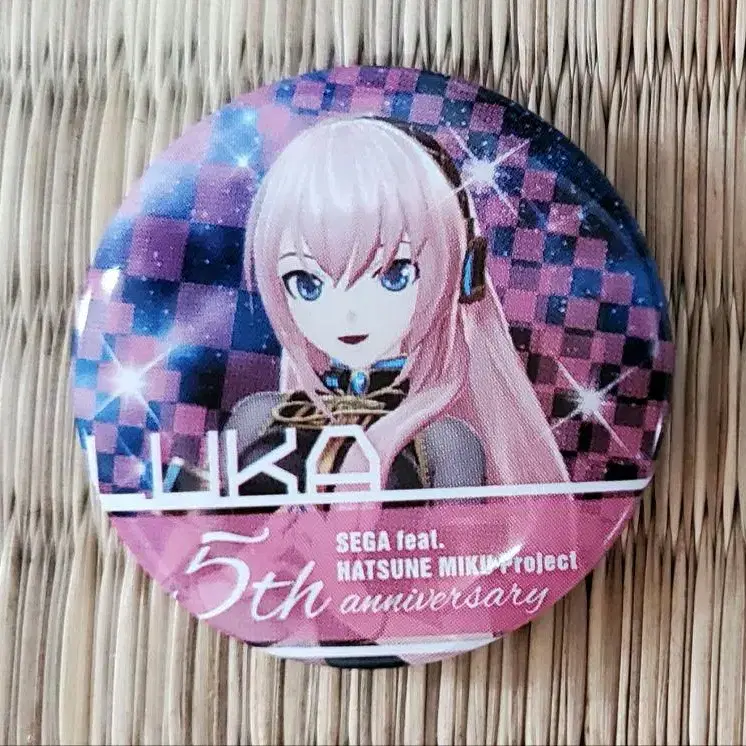 LUKA
SEGA feat.
HATSUNE MIKU Project
5th anniversary